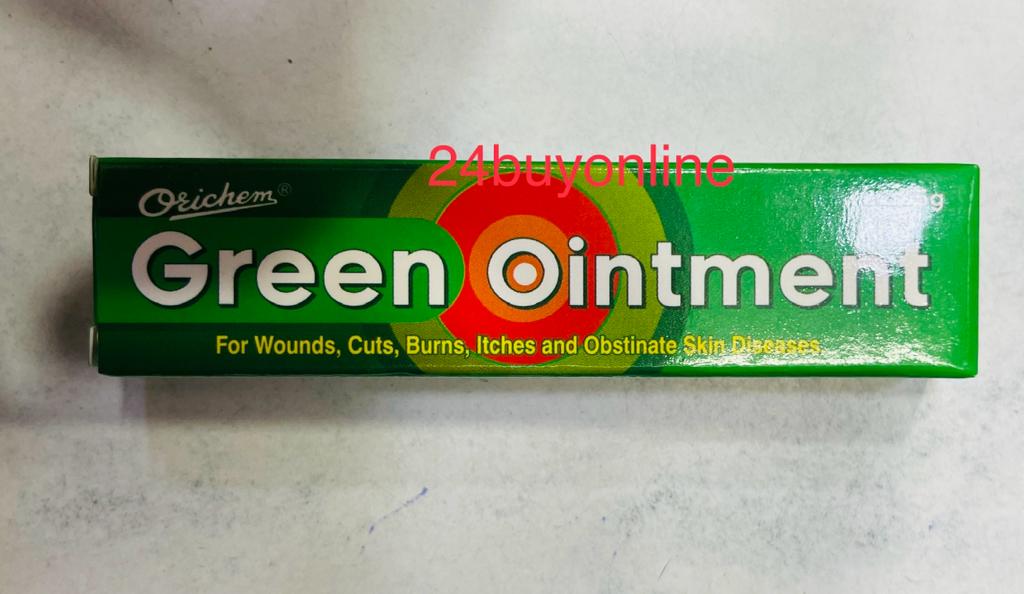 24buyonline
Orichem®
Green Ointment
For Wounds, Cuts, Burns, Itches and Obstinate Skin Diseases.